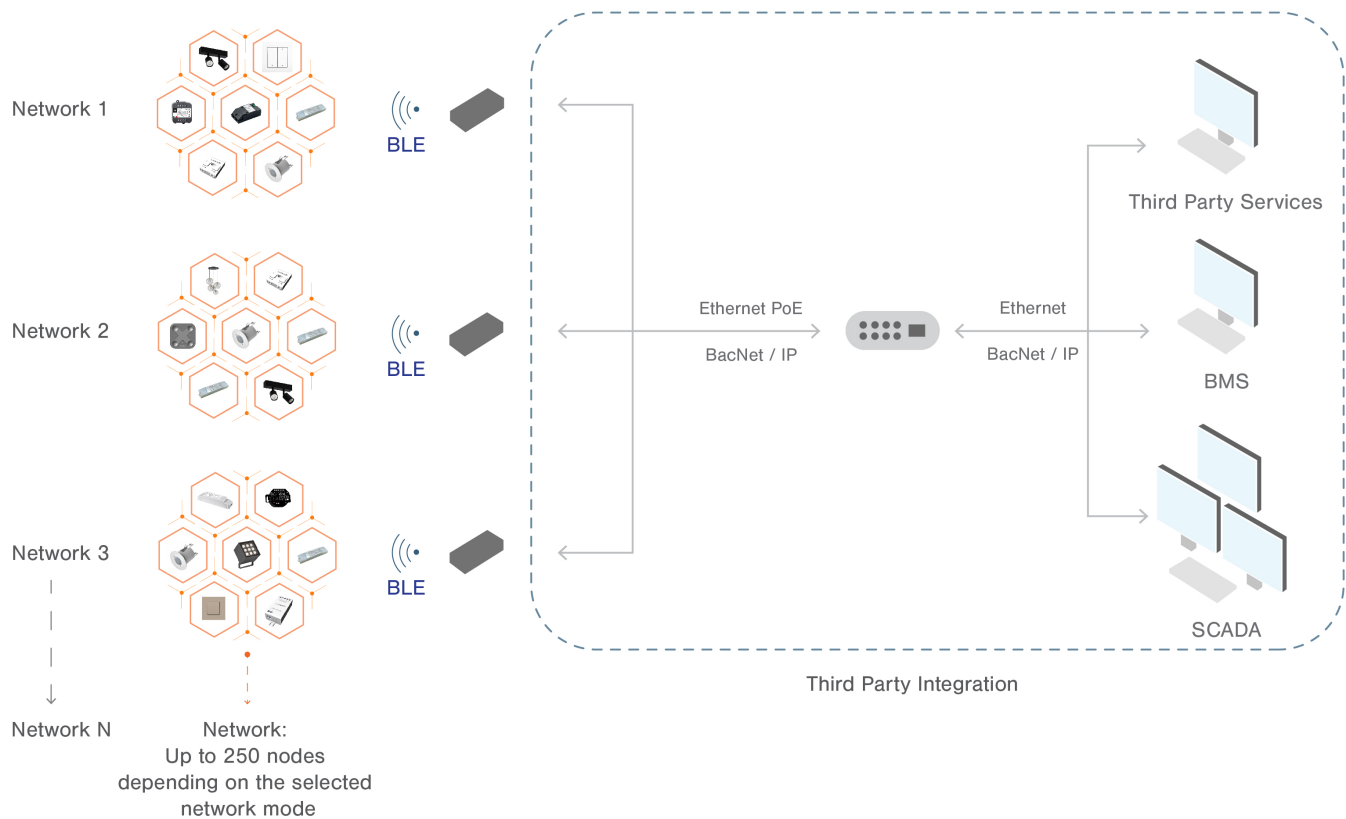 Network 1
BLE
Third Party Services
Network 2
BLE
Ethernet PoE
BacNet / IP
Ethernet
BacNet / IP
BMS
Network 3
BLE
SCADA
Third Party Integration
Network N
Network:
Up to 250 nodes
depending on the selected
network mode